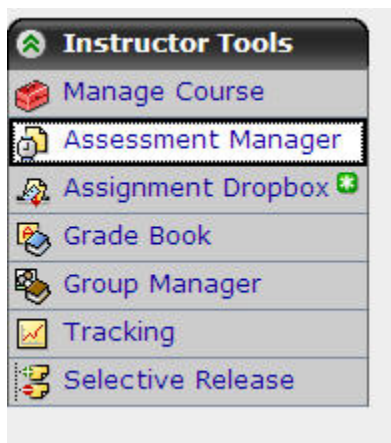 Instructor Tools
Manage Course
Assessment Manager
Assignment Dropbox
Grade Book
Group Manager
Tracking
Selective Release